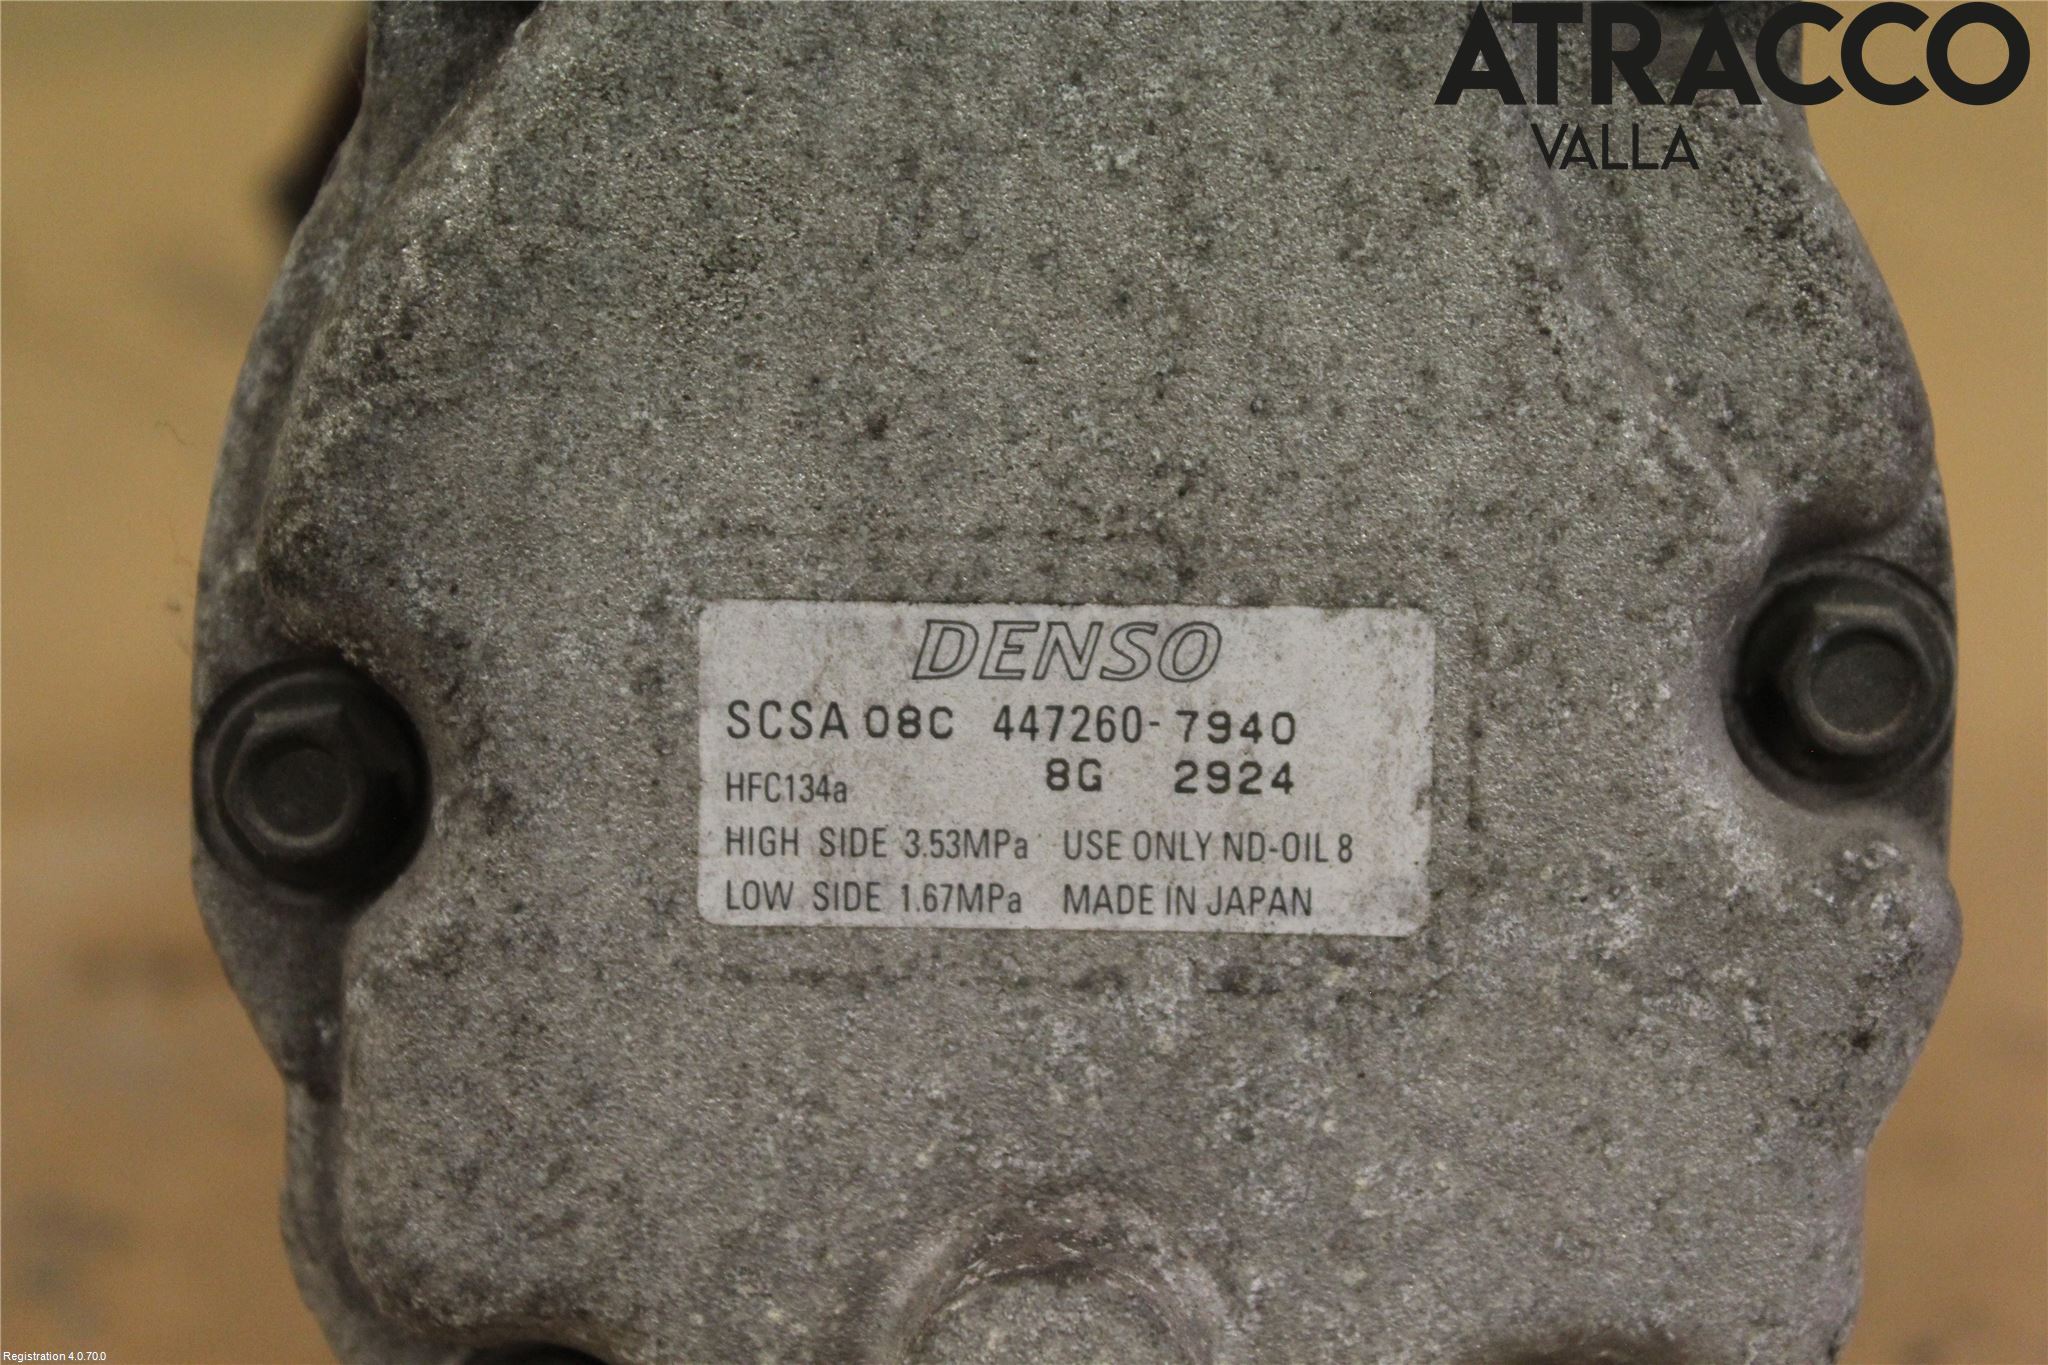 ATRACCO
VALLA
DENSO
SCSA 08C 447260-7940
HFC134a 8G 2924
HIGH SIDE 3.53MPa USE ONLY ND-OIL 8
LOW SIDE 1.67MPa MADE IN JAPAN
Registration 4.0.70.0